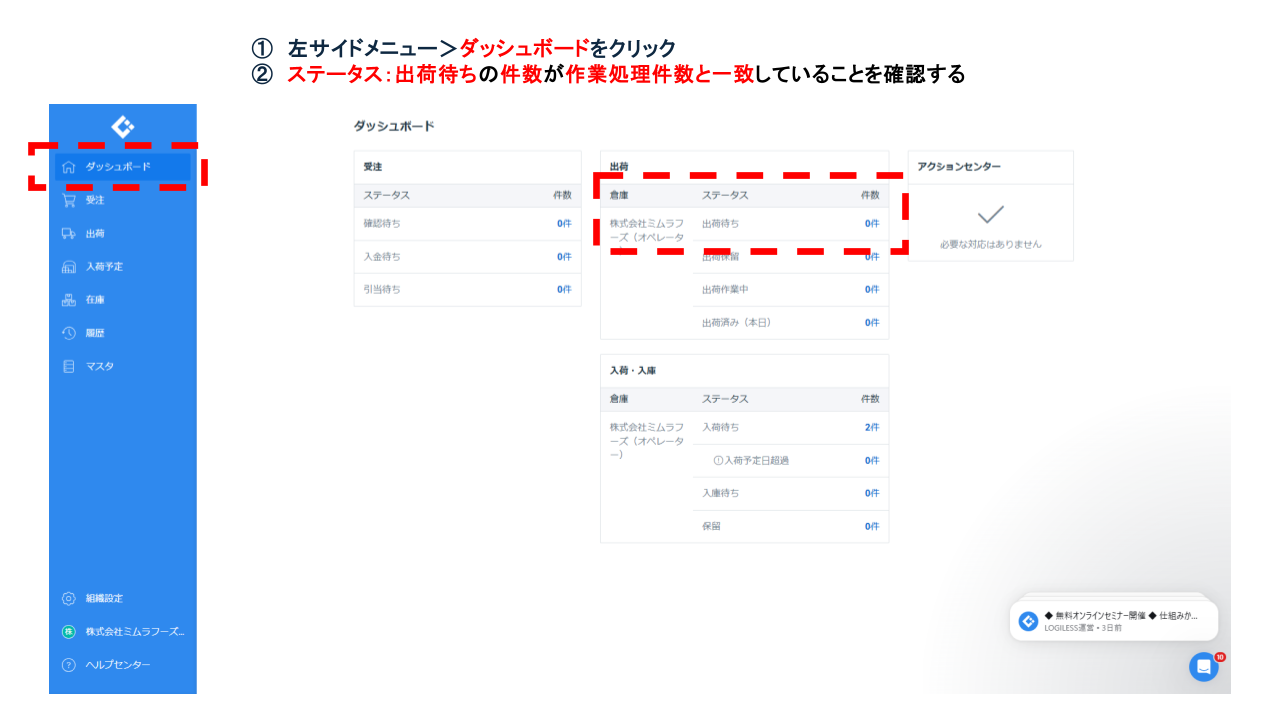 ① 左サイドメニュー＞ダッシュボードをクリック
② ステータス：出荷待ちの件数が作業処理件数と一致していることを確認する
ダッシュボード
受注
出荷
入荷予定
在庫
履歴
マスタ
組織設定
株 株式会社ミムラフーズ...
ヘルプセンター
ダッシュボード
受注
ステータス 件数
確認待ち 0件
入金待ち 0件
引当待ち 0件
出荷
倉庫 ステータス 件数
株式会社ミムラフ 出荷待ち 0件
ーズ（オペレータ
出荷保留 0件
出荷作業中 0件
出荷済み（本日） 0件
入荷・入庫
倉庫 ステータス 件数
株式会社ミムラフ 入荷待ち 2件
ーズ（オペレータ
ー）
入荷予定日超過 0件
入庫待ち 0件
保留 0件
アクションセンター
必要な対応はありません
◆ 無料オンラインセミナー開催 ◆ 仕組みか...
LOGILESS運営 • 3日前
10